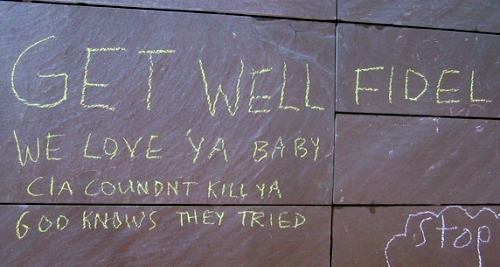 GET WELL FIDEL
WE LOVE 'YA BABY
CIA COUNDNT KILL YA
GOD KNOWS THEY TRIED
Stop